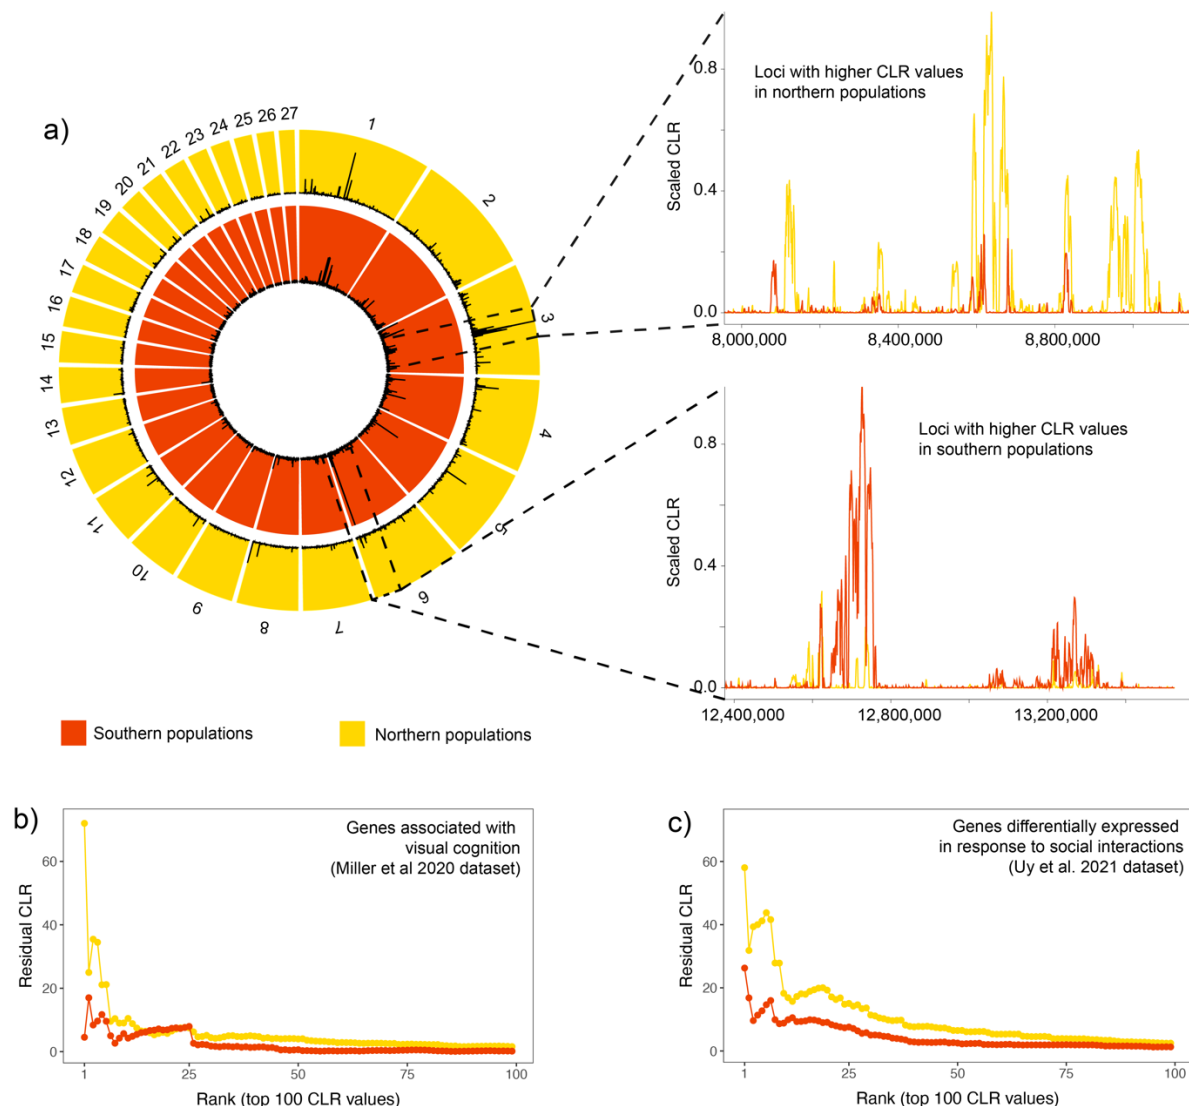 a)
1
2
3
4
5
6
7
8
9
10
11
12
13
14
15
16
17
18
19
20
21
22
23
24
25
26
27
Loci with higher CLR values
in northern populations
Scaled CLR
0.8
0.4
0.0
8,000,000 8,400,000 8,800,000
Loci with higher CLR values
in southern populations
Scaled CLR
0.8
0.4
0.0
12,400,000 12,800,000 13,200,000
Southern populations
Northern populations
b)
Genes associated with
visual cognition
(Miller et al 2020 dataset)
Residual CLR
60
40
20
0
1 25 50 75 100
Rank (top 100 CLR values)
c)
Genes differentially expressed
in response to social interactions
(Uy et al. 2021 dataset)
Residual CLR
60
40
20
0
1 25 50 75 100
Rank (top 100 CLR values)